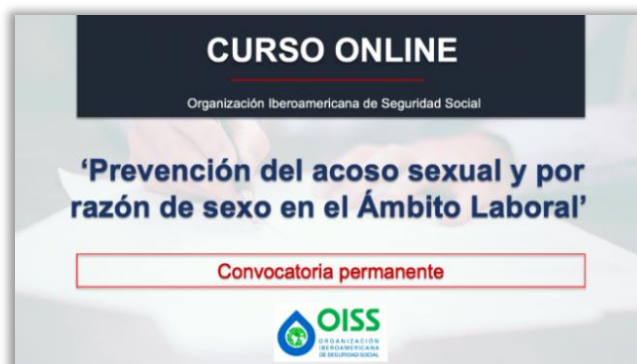 CURSO ONLINE
Organización Iberoamericana de Seguridad Social
‘Prevención del acoso sexual y por
razón de sexo en el Ámbito Laboral’
Convocatoria permanente
OISS
ORGANIZACIÓN
IBEROAMERICANA
DE SEGURIDAD SOCIAL